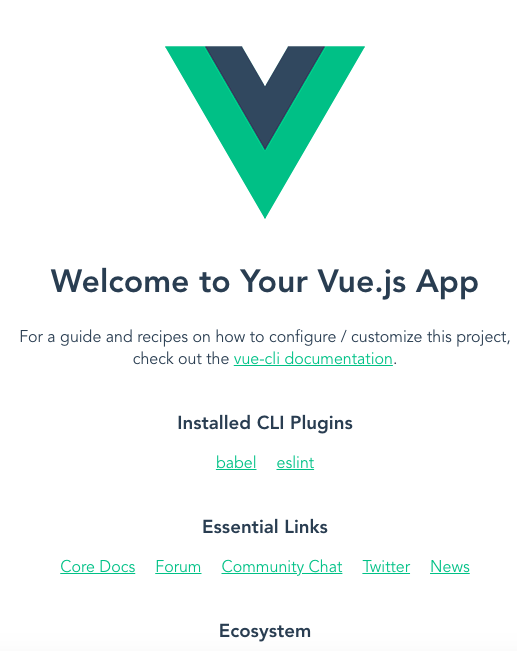 Welcome to Your Vue.js App
For a guide and recipes on how to configure / customize this project,
check out the vue-cli documentation.
Installed CLI Plugins
babel eslint
Essential Links
Core Docs Forum Community Chat Twitter News
Ecosystem